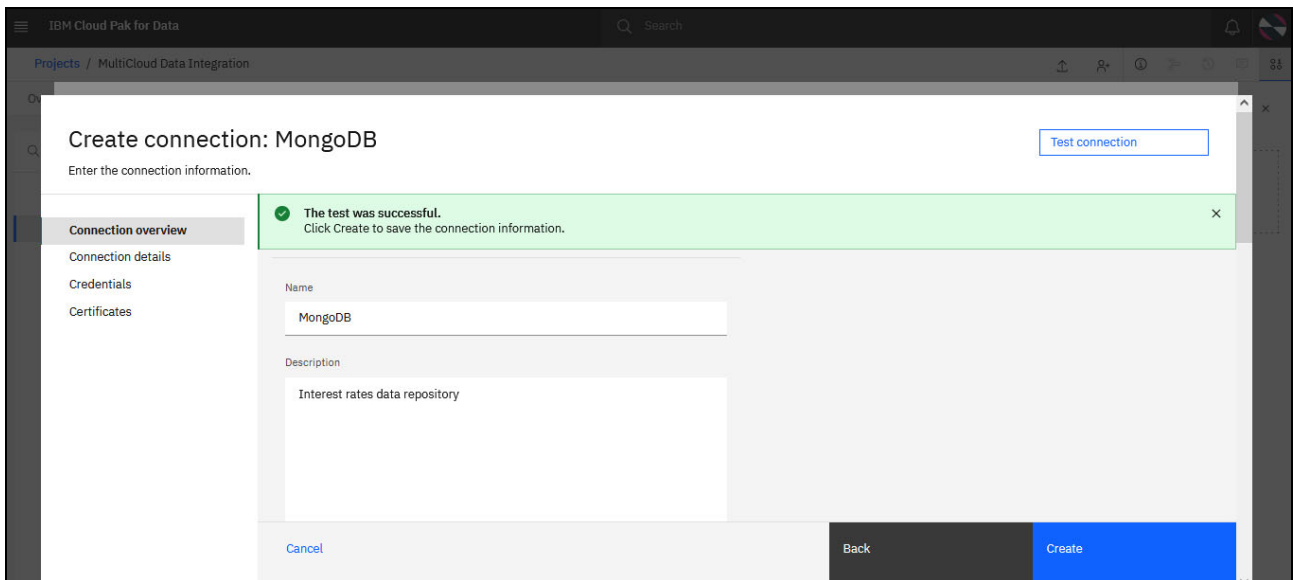 IBM Cloud Pak for Data
Search
Projects / MultiCloud Data Integration
Ov
Create connection: MongoDB
Test connection
Enter the connection information.
Connection overview
Connection details
Credentials
Certificates
The test was successful.
Click Create to save the connection information.
Name
MongoDB
Description
Interest rates data repository
Cancel
Back
Create